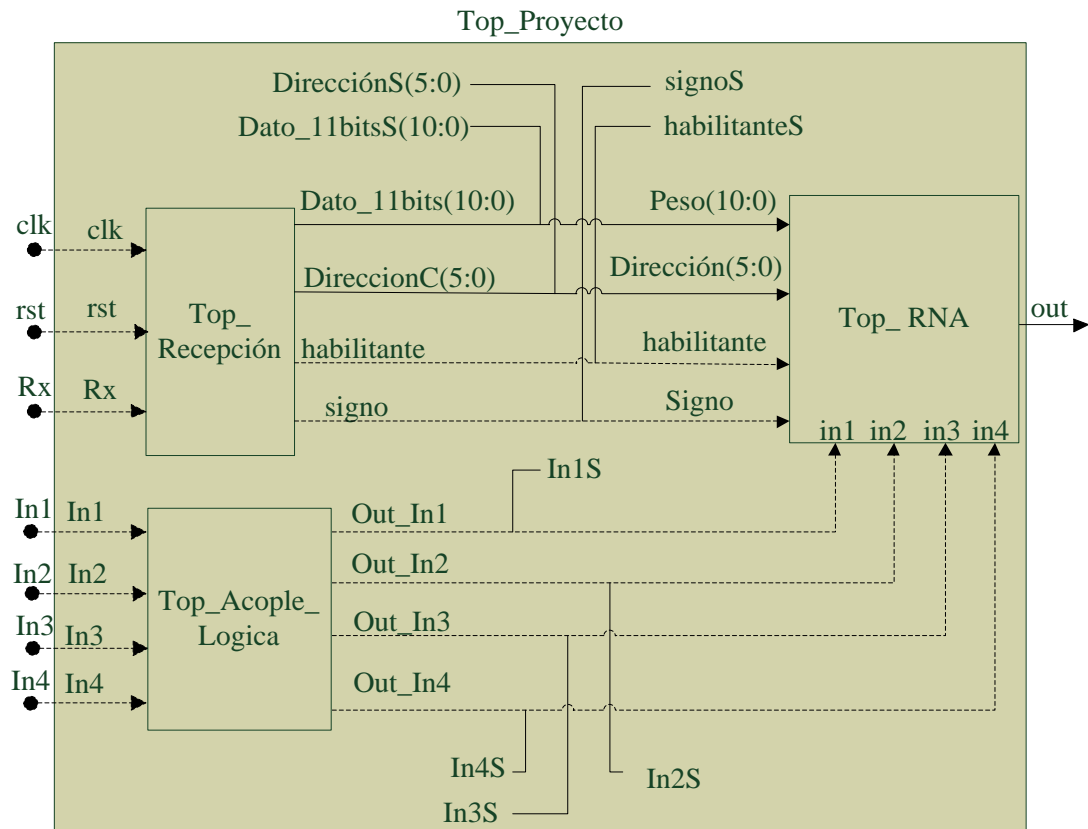 Top_Proyecto
DirecciónS(5:0)
signoS
Dato_11bitsS(10:0)
habilitanteS
Dato_11bits(10:0)
Peso(10:0)
clk
clk
DireccionC(5:0)
Dirección(5:0)
rst
rst
Top_
Recepción
Top_ RNA
out
habilitante
habilitante
Rx
Rx
signo
Signo
in1
in2
in3
in4
In1S
In1
In1
Out_In1
In2
In2
Out_In2
Top_Acople_
Logica
In3
In3
Out_In3
In4
In4
Out_In4
In4S
In2S
In3S